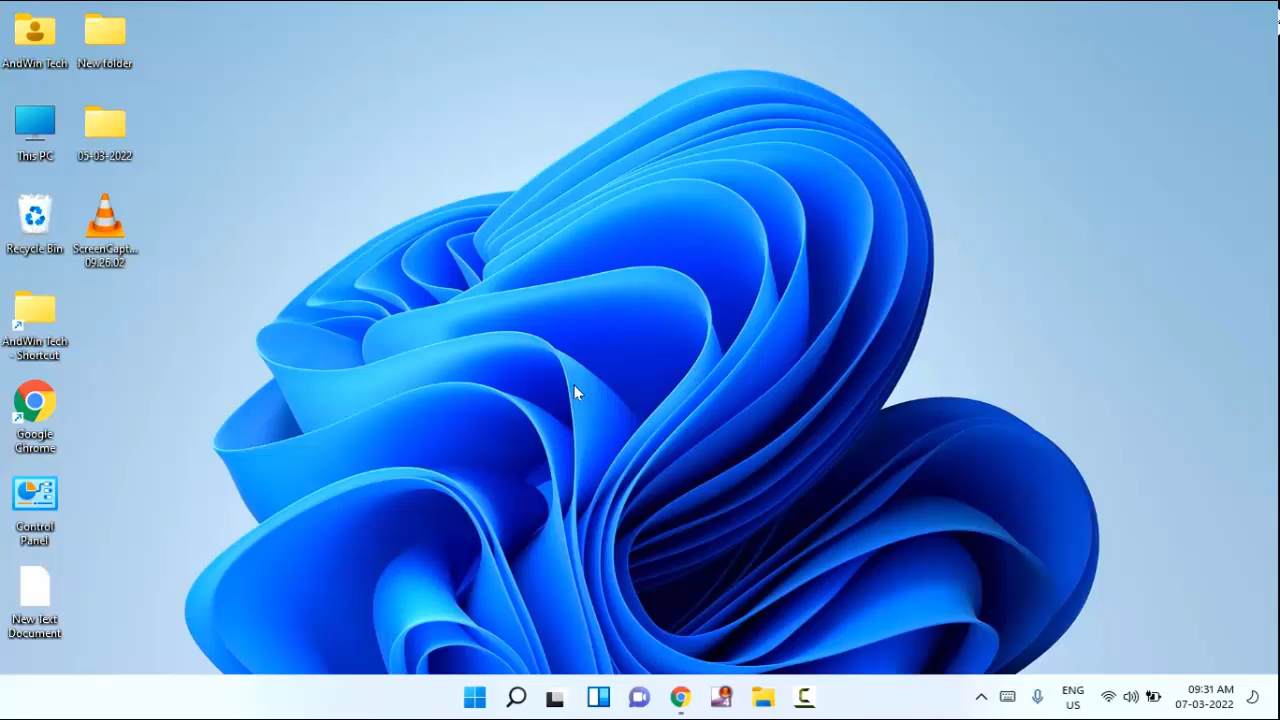 AndWin Tech
New folder
This PC
05-03-2022
Recycle Bin
ScreenCapt...
09.26.02
AndWin Tech
- Shortcut
Google
Chrome
Control
Panel
New Text
Document
ENG
US
09:31 AM
07-03-2022